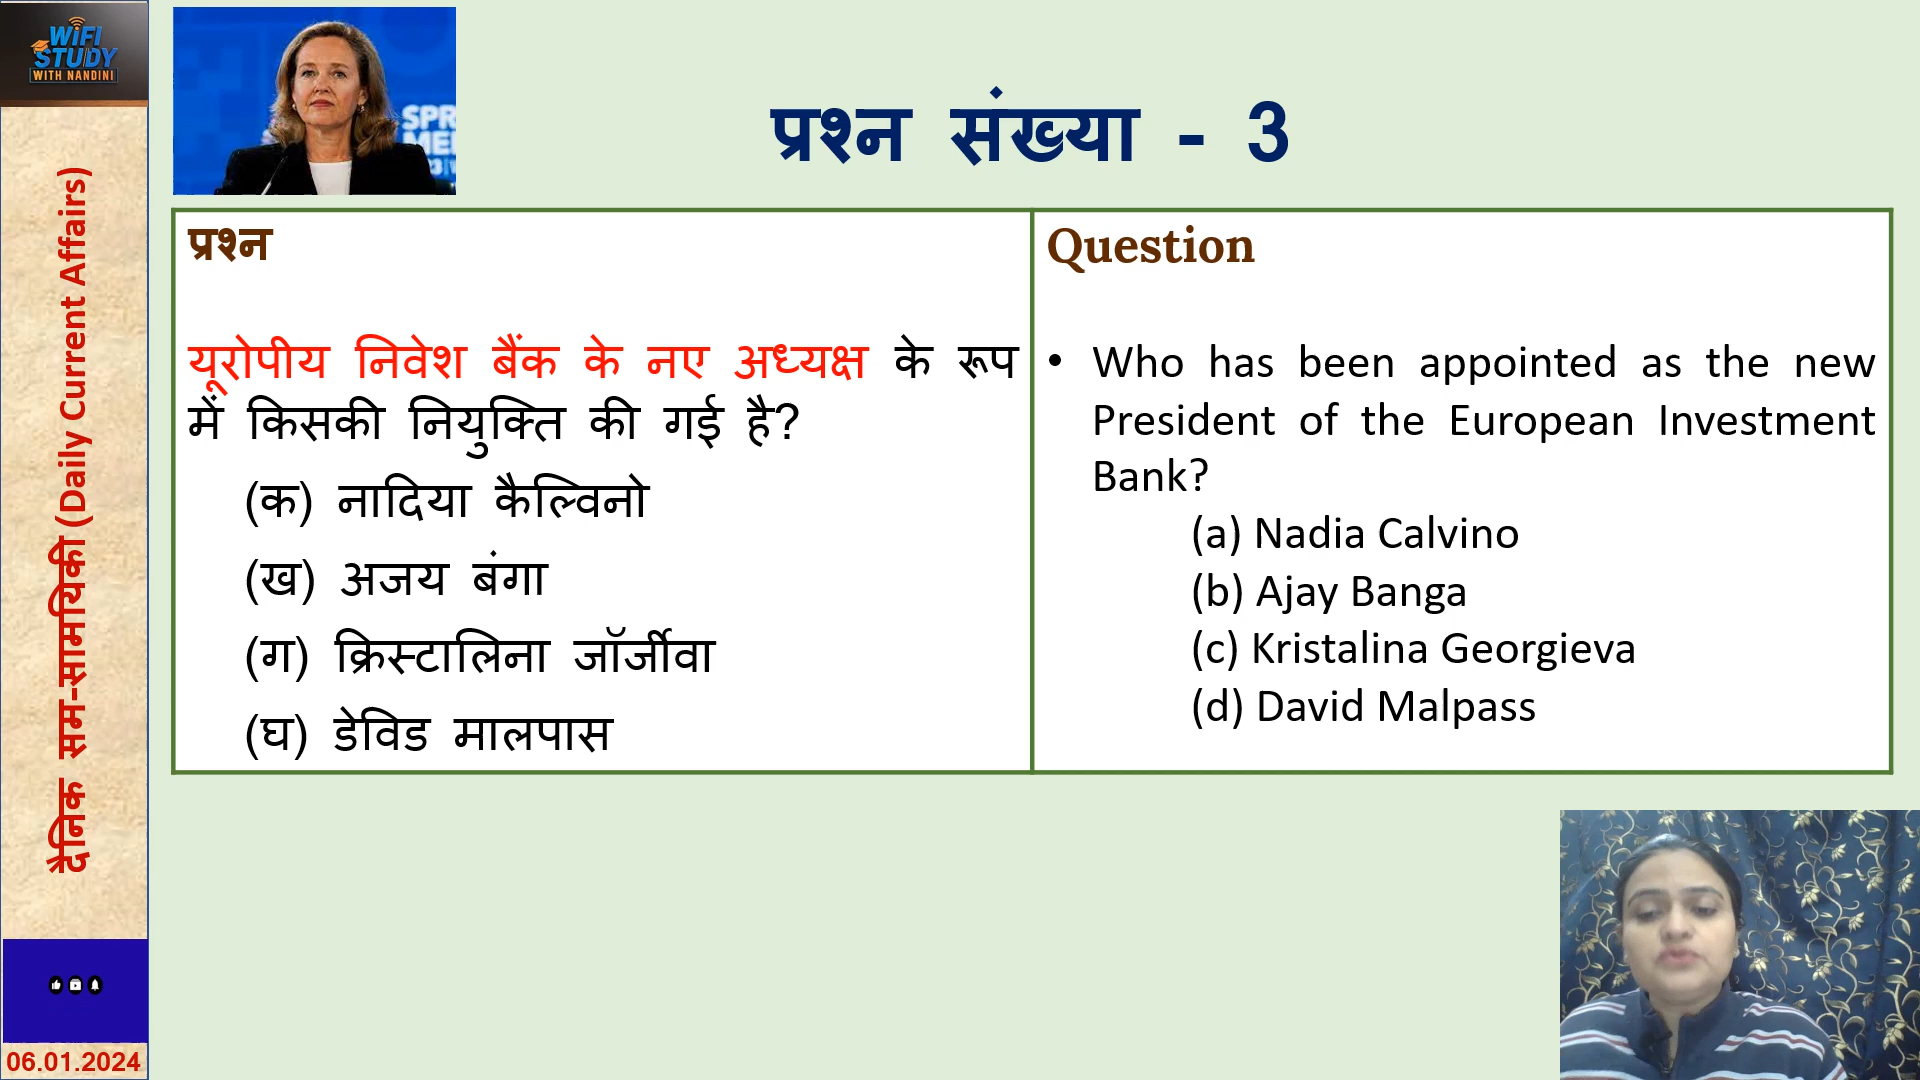 WiFI
STUDY
WITH NANDINI
दैनिक सम-सामयिकी (Daily Current Affairs)
06.01.2024
SPR
MEE
प्रश्न संख्या - 3
प्रश्न
यूरोपीय निवेश बैंक के नए अध्यक्ष के रूप
में किसकी नियुक्ति की गई है?
(क) नादिया कैल्विनो
(ख) अजय बंगा
(ग) क्रिस्टालिना जॉर्जीवा
(घ) डेविड मालपास
Question
• Who has been appointed as the new
President of the European Investment
Bank?
(a) Nadia Calvino
(b) Ajay Banga
(c) Kristalina Georgieva
(d) David Malpass